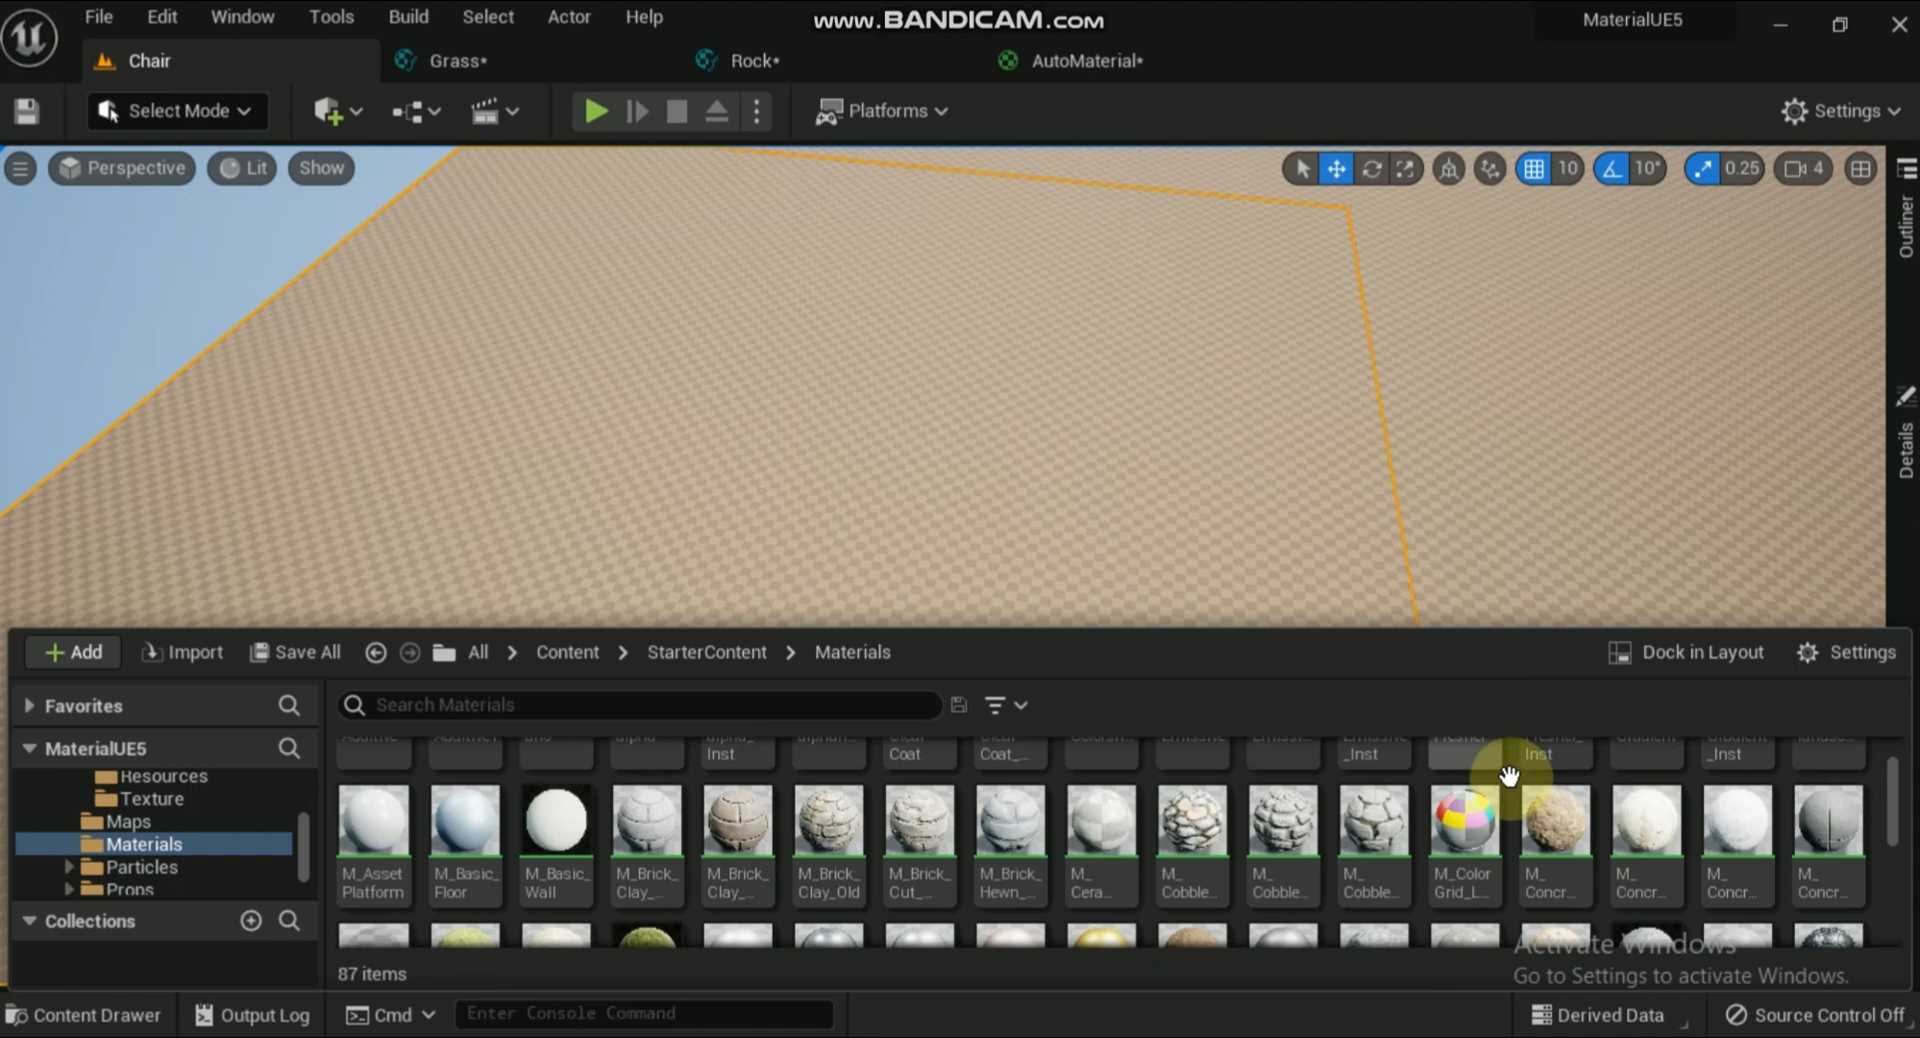 File Edit Window Tools Build Select Actor Help
www.BANDICAM.com
MaterialUE5
Chair
Grass*
Rock*
AutoMaterial*
Select Mode
Platforms
Settings
Perspective
Lit
Show
10
10°
0.25
4
Outliner
Details
Add
Import
Save All
All > Content > StarterContent > Materials
Dock in Layout
Settings
Favorites
Search Materials
MaterialUE5
Resources
Texture
Maps
Materials
Particles
Props
Collections
Inst
Coat
Coat_...
_Inst
Inst
_Inst
M_Asset Platform
M_Basic_ Floor
M_Basic_ Wall
M_Brick_ Clay_...
M_Brick_ Clay_...
M_Brick_ Clay_Old
M_Brick_ Cut_...
M_Brick_ Hewn_...
M_ Cera...
M_ Cobble...
M_ Cobble...
M_ Cobble...
M_Color Grid_L...
M_ Concr...
M_ Concr...
M_ Concr...
M_ Concr...
87 items
Activate Windows
Go to Settings to activate Windows.
Content Drawer
Output Log
Cmd
Enter Console Command
Derived Data
Source Control Off